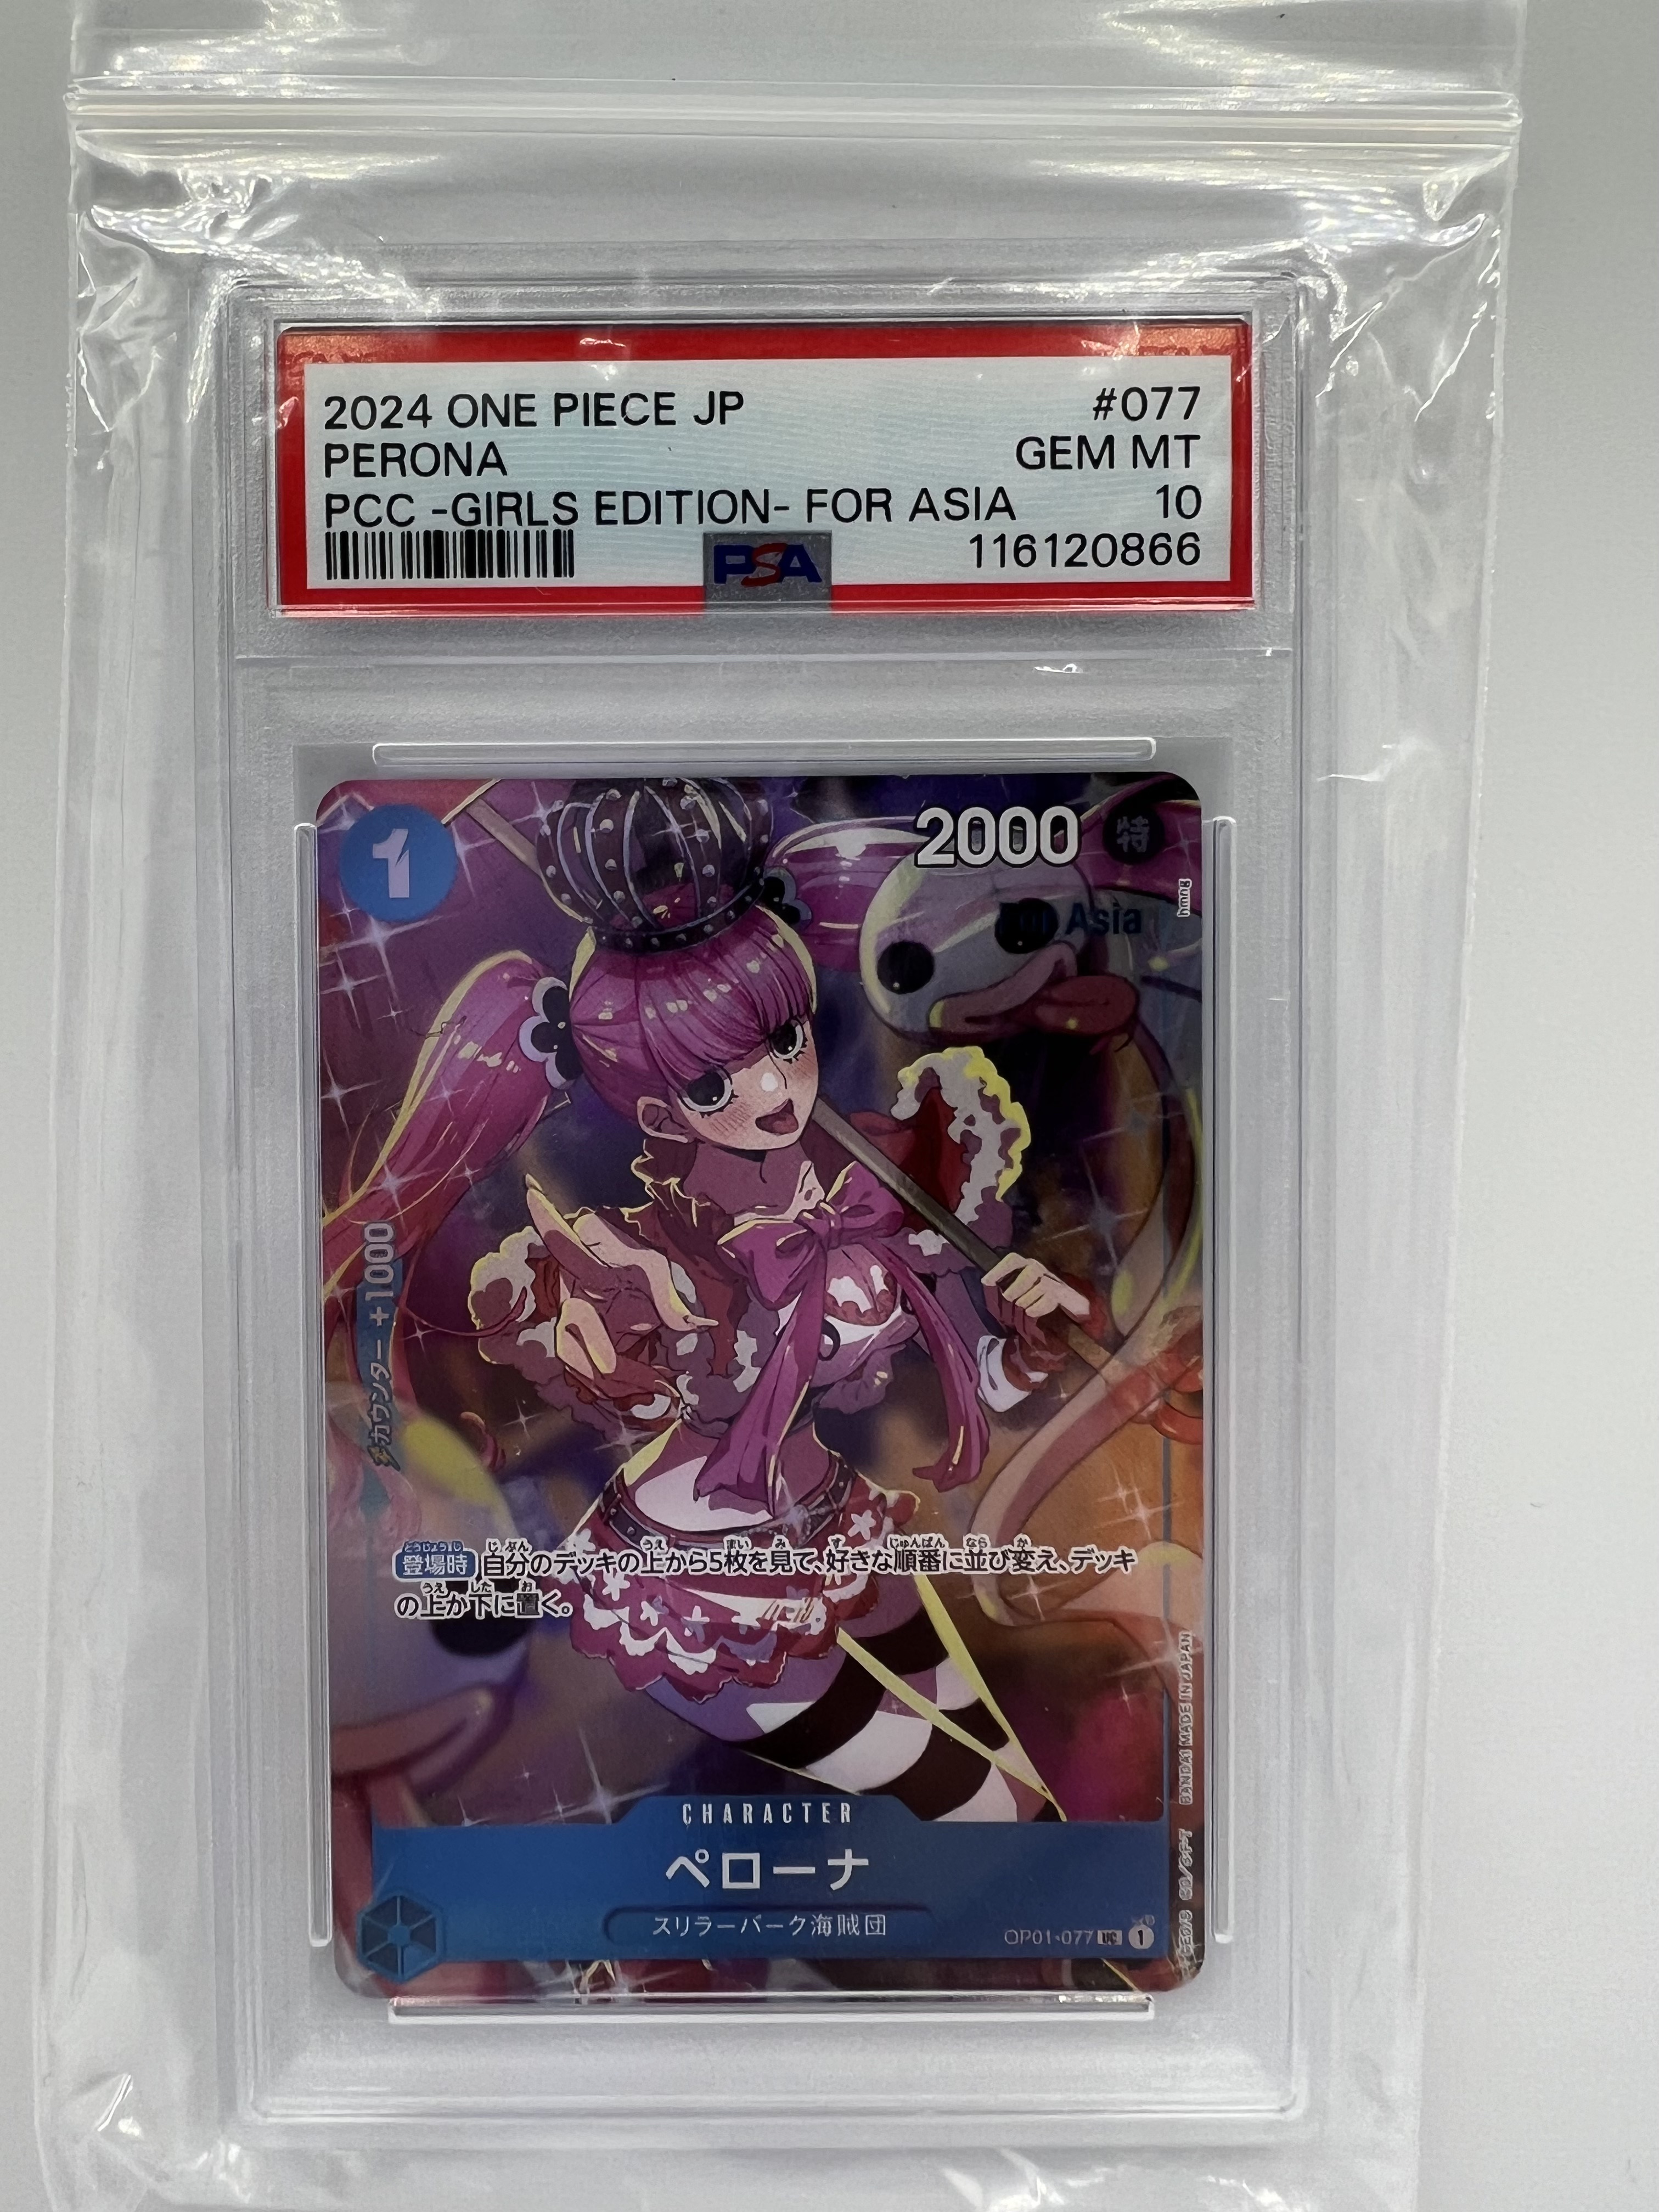 2024 ONE PIECE JP #077
PERONA GEM MT
PCC -GIRLS EDITION- FOR ASIA 10
PSA 116120866
1
2000 特
Asia
カウンター +1000
登場時 自分のデッキの上から5枚を見て、好きな順番に並び変え、デッキ
の上か下に置く。
BANDAI MADE IN JAPAN
CHARACTER
ペローナ
スリラーバーク海賊団
OP01-077 UC 1